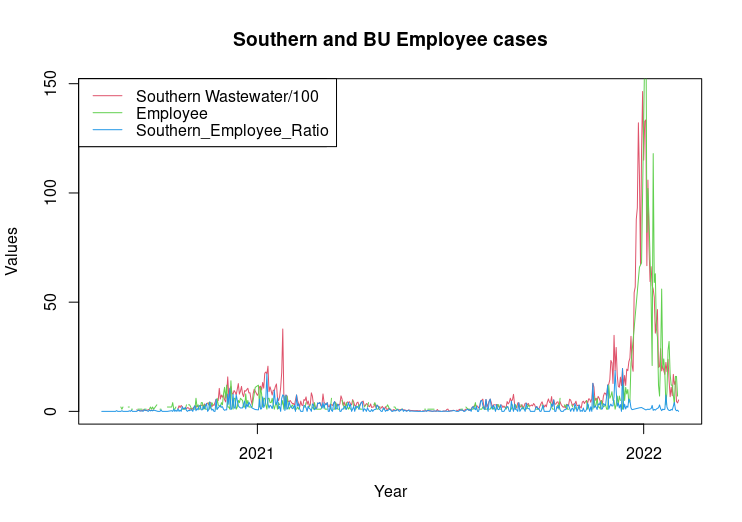 Southern and BU Employee cases
150
100
50
0
Values
Southern Wastewater/100
Employee
Southern_Employee_Ratio
2021
2022
Year